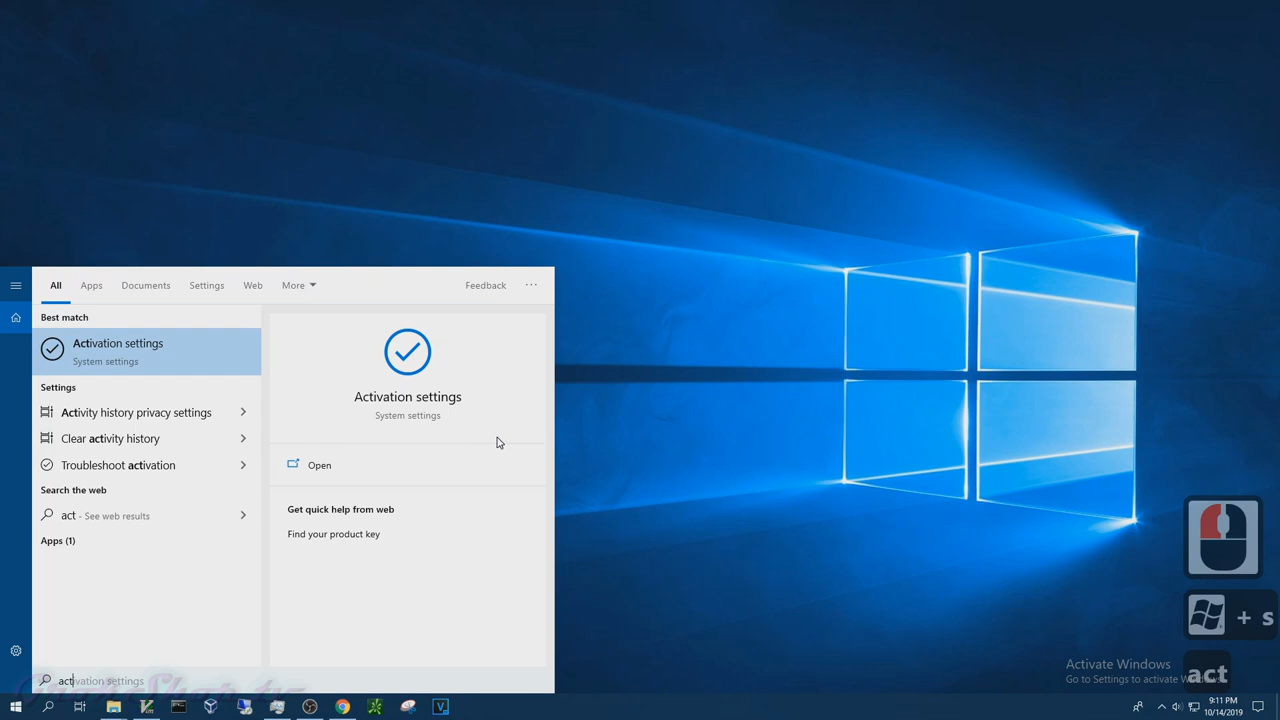 All Apps Documents Settings Web More Feedback ...
Best match
Activation settings
System settings
Settings
Activity history privacy settings
Clear activity history
Troubleshoot activation
Search the web
act - See web results
Apps (1)
Activation settings
System settings
Open
Get quick help from web
Find your product key
activation settings
+ s
act
Activate Windows
Go to Settings to activate Windows.
9:11 PM
10/14/2019